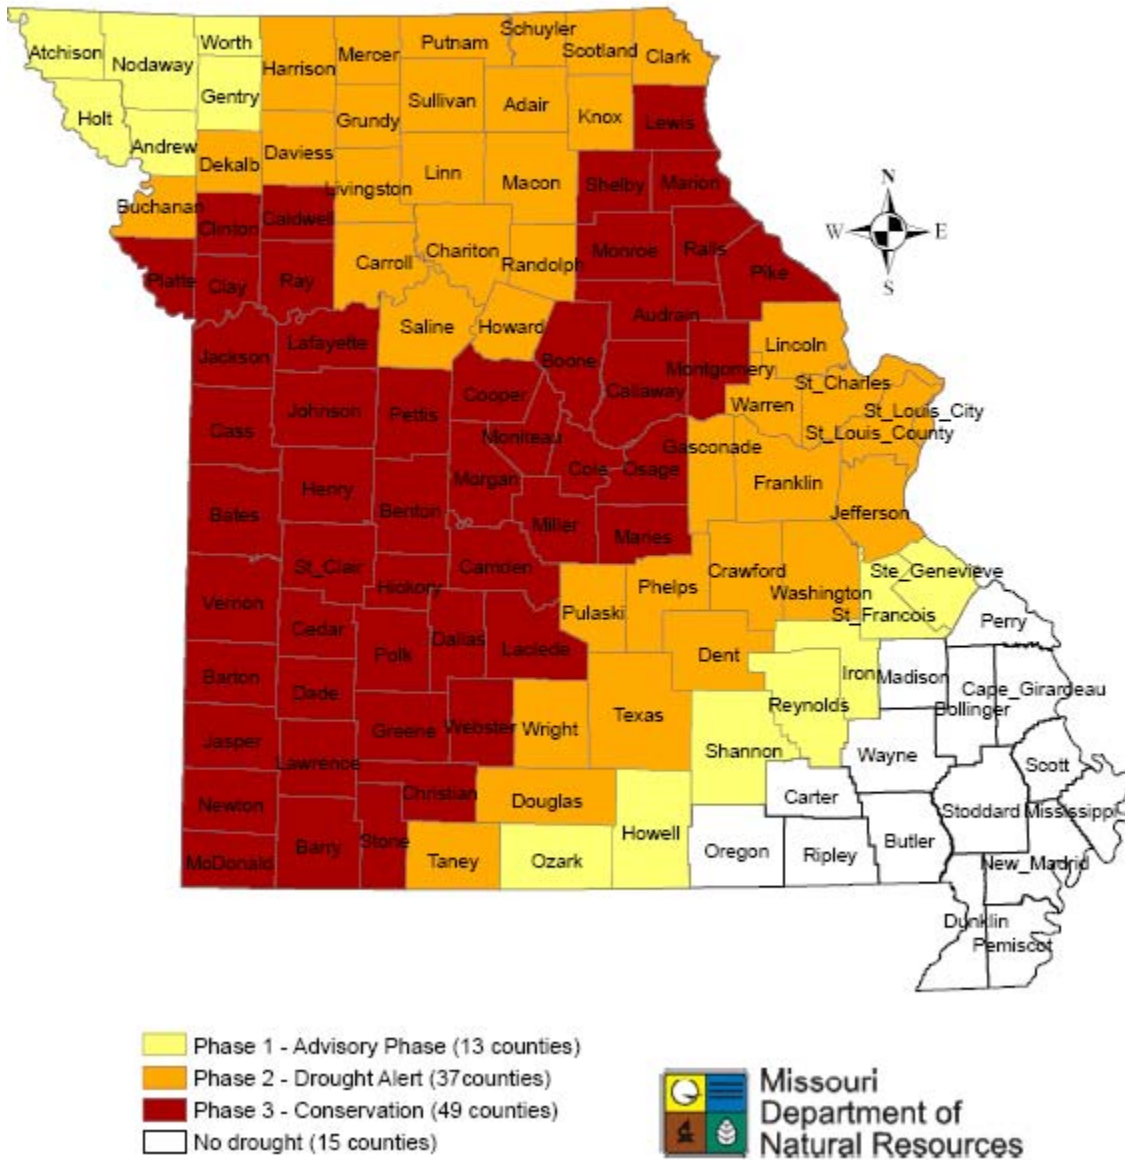 Schuyler
Worth
Putnam
Atchison
Nodaway
Harrison
Mercer
Scotland
Clark
Gentry
Sullivan
Adair
Holt
Grundy
Knox
Lewis
Andrew
Dekalb
Daviess
Linn
Macon
Livingston
Shelby
Marion
N
Buchanan
Clinton
Caldwell
W
E
Chariton
Monroe
Ralls
Carroll
Randolph
Pike
Platte
Clay
Ray
S
Audrain
Saline
Howard
Jackson
Lafayette
Boone
Lincoln
Montgomery
St_Charles
Cooper
Callaway
Johnson
Pettis
Warren
St_Louis_City
Cass
Moniteau
St_Louis_County
Gasconade
Cole
Osage
Morgan
Henry
Franklin
Bates
Benton
Miller
Jefferson
Maries
St_Clair
Camden
Crawford
Ste_Genevieve
Hickory
Phelps
Washington
Vernon
Pulaski
St_Francois
Perry
Cedar
Dallas
Polk
Laclede
Dent
Iron
Madison
Barton
Dade
Cape_Girardeau
Reynolds
Bollinger
Texas
Greene
Webster
Wright
Jasper
Shannon
Wayne
Lawrence
Scott
Christian
Carter
Newton
Douglas
Stoddard
Mississippi
Howell
Stone
Barry
Butler
Oregon
Ripley
McDonald
Taney
Ozark
New_Madrid
Dunklin
Pemiscot
Phase 1 - Advisory Phase (13 counties)
Phase 2 - Drought Alert (37counties)
Phase 3 - Conservation (49 counties)
No drought (15 counties)
Missouri
Department of
Natural Resources